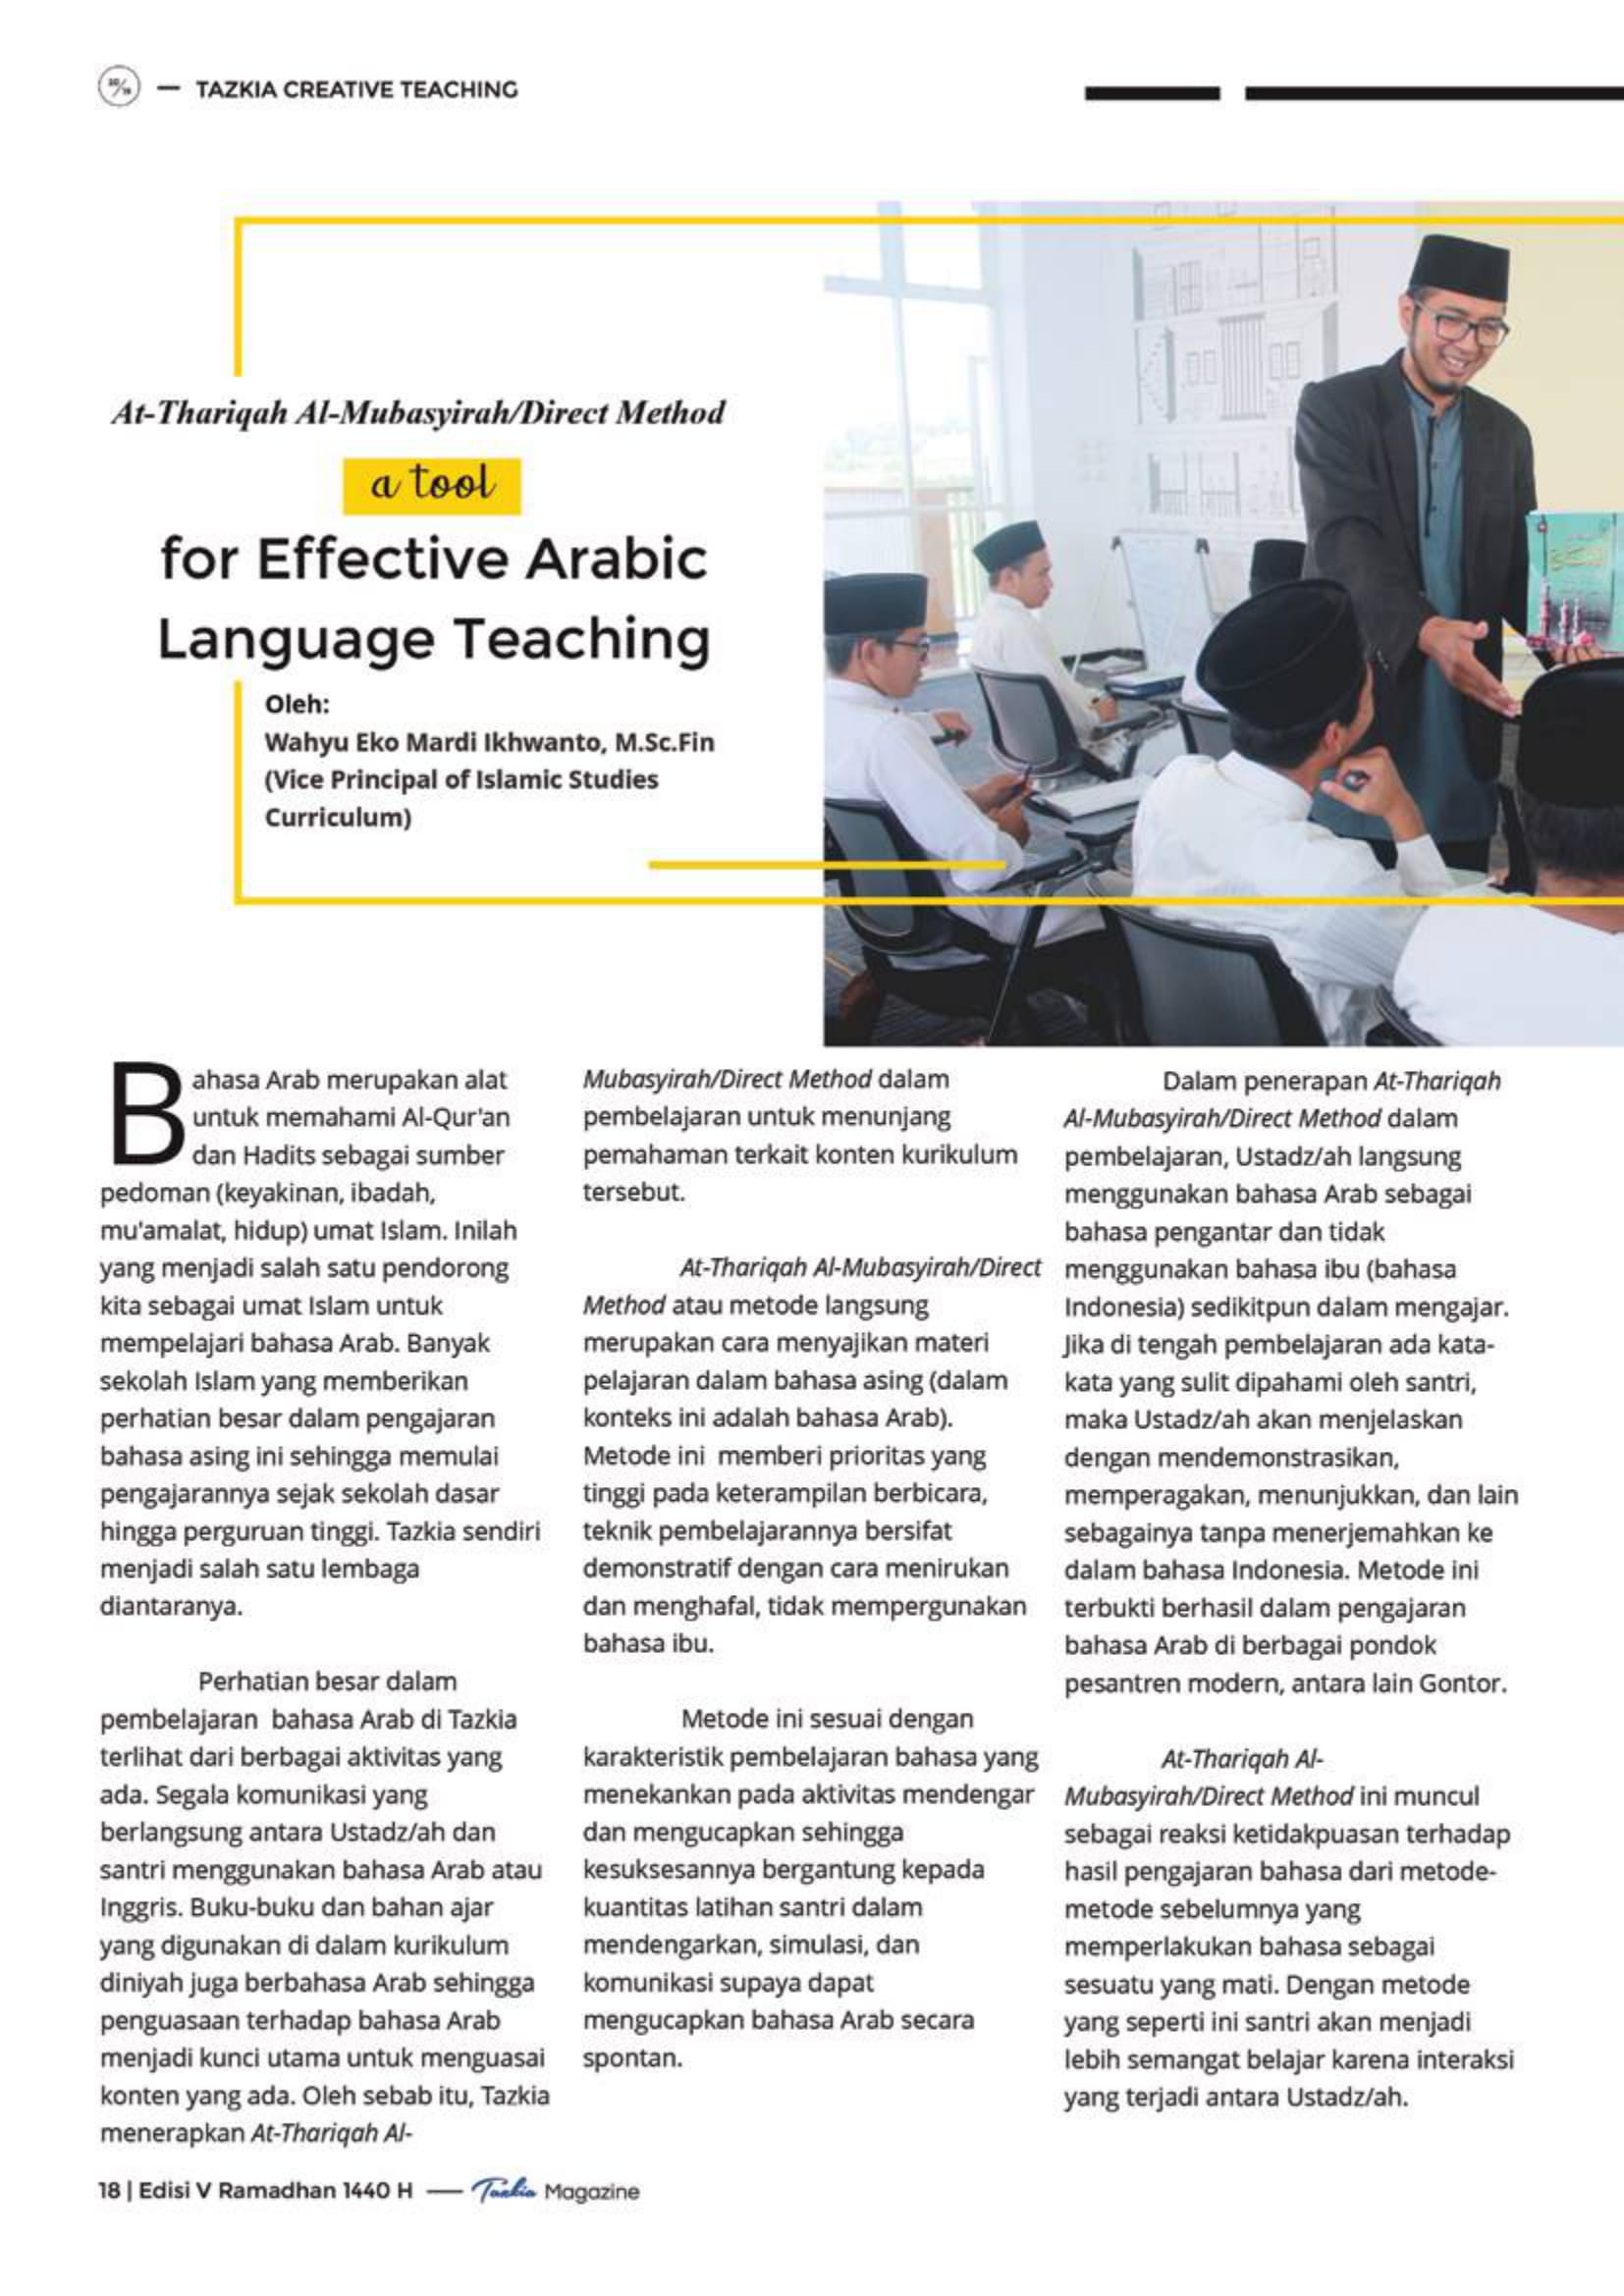 TAZKIA CREATIVE TEACHING
At-Thariqah Al-Mubasyirah/Direct Method
a tool
for Effective Arabic
Language Teaching
Oleh:
Wahyu Eko Mardi Ikhwanto, M.Sc.Fin
(Vice Principal of Islamic Studies
Curriculum)
Bahasa Arab merupakan alat
untuk memahami Al-Qur'an
dan Hadits sebagai sumber
pedoman (keyakinan, ibadah,
mu'amalat, hidup) umat Islam. Inilah
yang menjadi salah satu pendorong
kita sebagai umat Islam untuk
mempelajari bahasa Arab. Banyak
sekolah Islam yang memberikan
perhatian besar dalam pengajaran
bahasa asing ini sehingga memulai
pengajarannya sejak sekolah dasar
hingga perguruan tinggi. Tazkia sendiri
menjadi salah satu lembaga
diantaranya.
Perhatian besar dalam
pembelajaran bahasa Arab di Tazkia
terlihat dari berbagai aktivitas yang
ada. Segala komunikasi yang
berlangsung antara Ustadz/ah dan
santri menggunakan bahasa Arab atau
Inggris. Buku-buku dan bahan ajar
yang digunakan di dalam kurikulum
diniyah juga berbahasa Arab sehingga
penguasaan terhadap bahasa Arab
menjadi kunci utama untuk menguasai
konten yang ada. Oleh sebab itu, Tazkia
menerapkan At-Thariqah Al-
Mubasyirah/Direct Method dalam
pembelajaran untuk menunjang
pemahaman terkait konten kurikulum
tersebut.
At-Thariqah Al-Mubasyirah/Direct
Method atau metode langsung
merupakan cara menyajikan materi
pelajaran dalam bahasa asing (dalam
konteks ini adalah bahasa Arab).
Metode ini memberi prioritas yang
tinggi pada keterampilan berbicara,
teknik pembelajarannya bersifat
demonstratif dengan cara menirukan
dan menghafal, tidak mempergunakan
bahasa ibu.
Metode ini sesuai dengan
karakteristik pembelajaran bahasa yang
menekankan pada aktivitas mendengar
dan mengucapkan sehingga
kesuksesannya bergantung kepada
kuantitas latihan santri dalam
mendengarkan, simulasi, dan
komunikasi supaya dapat
mengucapkan bahasa Arab secara
spontan.
Dalam penerapan At-Thariqah
Al-Mubasyirah/Direct Method dalam
pembelajaran, Ustadz/ah langsung
menggunakan bahasa Arab sebagai
bahasa pengantar dan tidak
menggunakan bahasa ibu (bahasa
Indonesia) sedikitpun dalam mengajar.
Jika di tengah pembelajaran ada kata-
kata yang sulit dipahami oleh santri,
maka Ustadz/ah akan menjelaskan
dengan mendemonstrasikan,
memperagakan, menunjukkan, dan lain
sebagainya tanpa menerjemahkan ke
dalam bahasa Indonesia. Metode ini
terbukti berhasil dalam pengajaran
bahasa Arab di berbagai pondok
pesantren modern, antara lain Gontor.
At-Thariqah Al-
Mubasyirah/Direct Method ini muncul
sebagai reaksi ketidakpuasan terhadap
hasil pengajaran bahasa dari metode-
metode sebelumnya yang
memperlakukan bahasa sebagai
sesuatu yang mati. Dengan metode
yang seperti ini santri akan menjadi
lebih semangat belajar karena interaksi
yang terjadi antara Ustadz/ah.
18 | Edisi V Ramadhan 1440 H — Tazkia Magazine